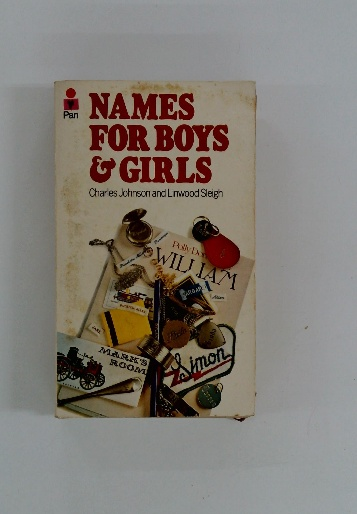 Pan
NAMES
FOR BOYS
& GIRLS
Charles Johnson and Linwood Sleigh
WILLIAM
Simon
MARK'S
ROOM